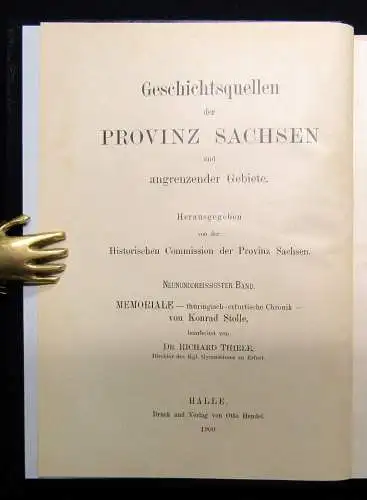 Geschichtsquellen
der
PROVINZ SACHSEN
und
angrenzender Gebiete.
Herausgegeben
von der
Historischen Commission der Provinz Sachsen.
NEUNUNDDREISSIGSTER BAND.
MEMORIALE — thüringisch-erfurtische Chronik —
von Konrad Stolle,
bearbeitet von
DR. RICHARD THIELE,
Direktor des Kgl. Gymnasiums zu Erfurt.
HALLE.
Druck und Verlag von Otto Hendel.
1900.